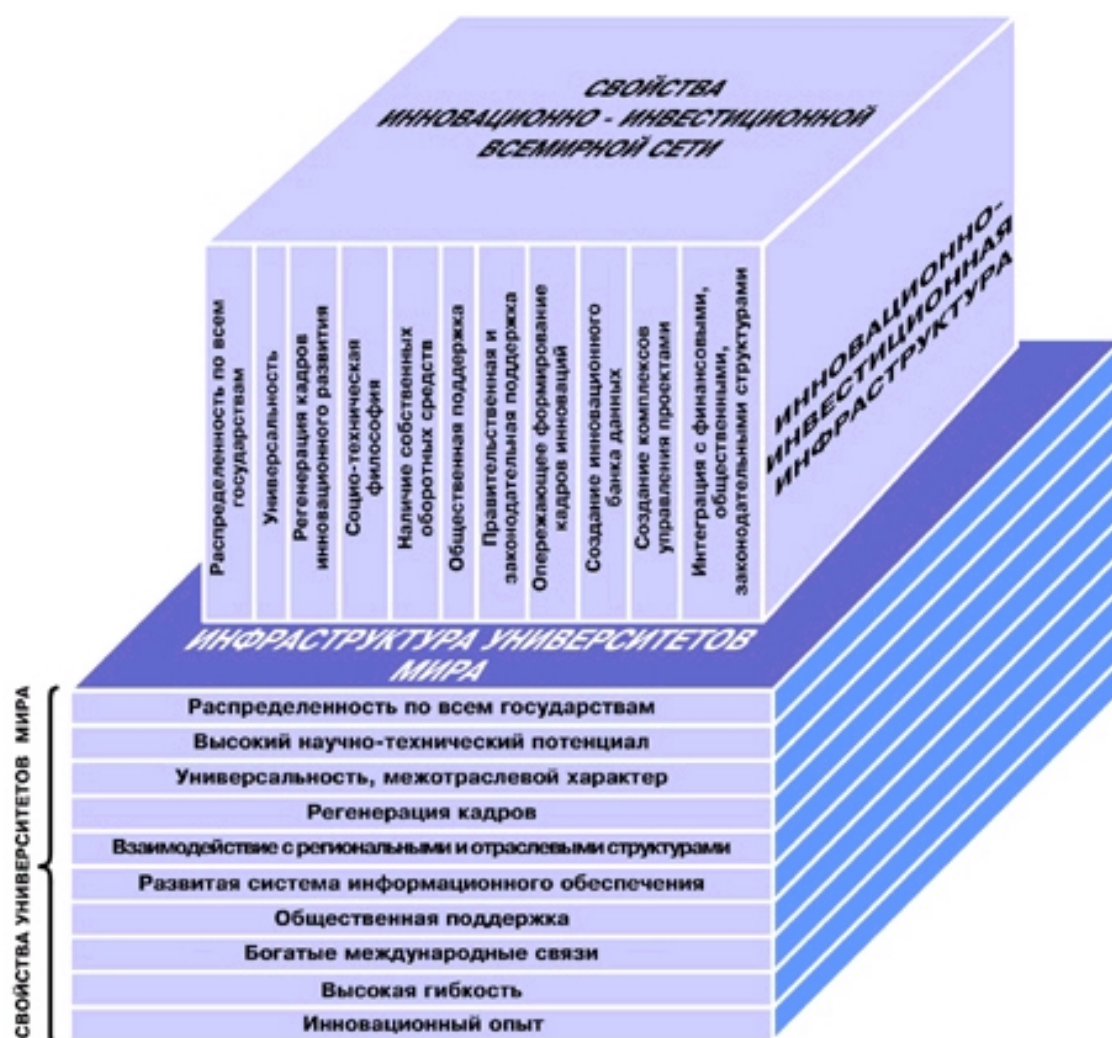 СВОЙСТВА
ИННОВАЦИОННО - ИНВЕСТИЦИОННОЙ
ВСЕМИРНОЙ СЕТИ
ИННОВАЦИОННО-
ИНВЕСТИЦИОННАЯ
ИНФРАСТРУКТУРА
Распределенность по всем
государствам
Универсальность
Регенерация кадров
инновационного развития
Социо-техническая
философия
Наличие собственных
оборотных средств
Общественная поддержка
Правительственная и
законодательная поддержка
Опережающее формирование
кадров инноваций
Создание инновационного
банка данных
Создание комплексов
управления проектами
Интеграция с финансовыми,
общественными,
законодательными структурами
ИНФРАСТРУКТУРА УНИВЕРСИТЕТОВ
МИРА
СВОЙСТВА УНИВЕРСИТЕТОВ МИРА
Распределенность по всем государствам
Высокий научно-технический потенциал
Универсальность, межотраслевой характер
Регенерация кадров
Взаимодействие с региональными и отраслевыми структурами
Развитая система информационного обеспечения
Общественная поддержка
Богатые международные связи
Высокая гибкость
Инновационный опыт